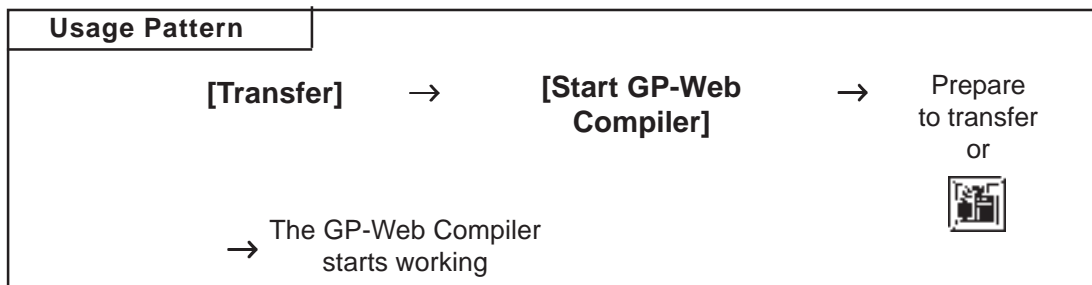 Usage Pattern
[Transfer] → [Start GP-Web
Compiler] → Prepare
to transfer
or
→ The GP-Web Compiler
starts working